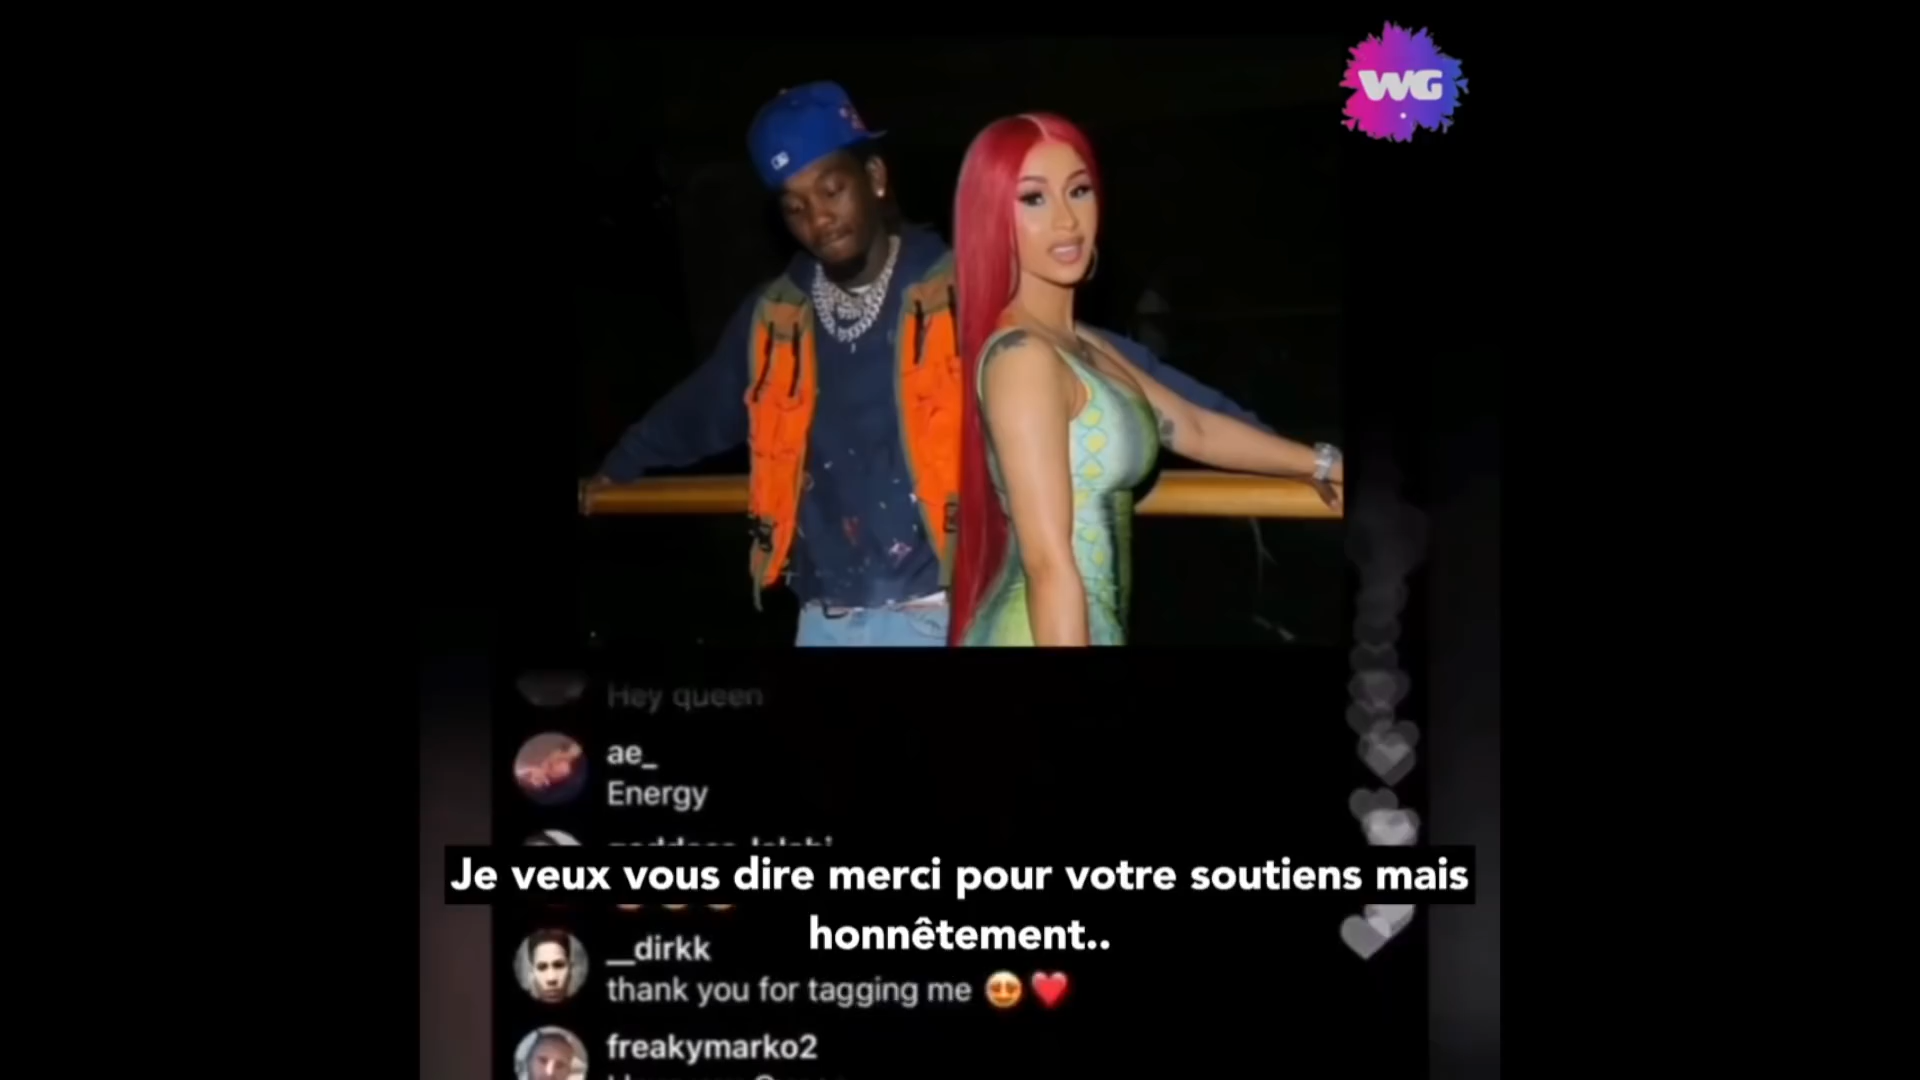 WG
Hey queen
ae_
Energy
Je veux vous dire merci pour votre soutiens mais
honnêtement..
__dirkk
thank you for tagging me 😍❤️
freakymarko2